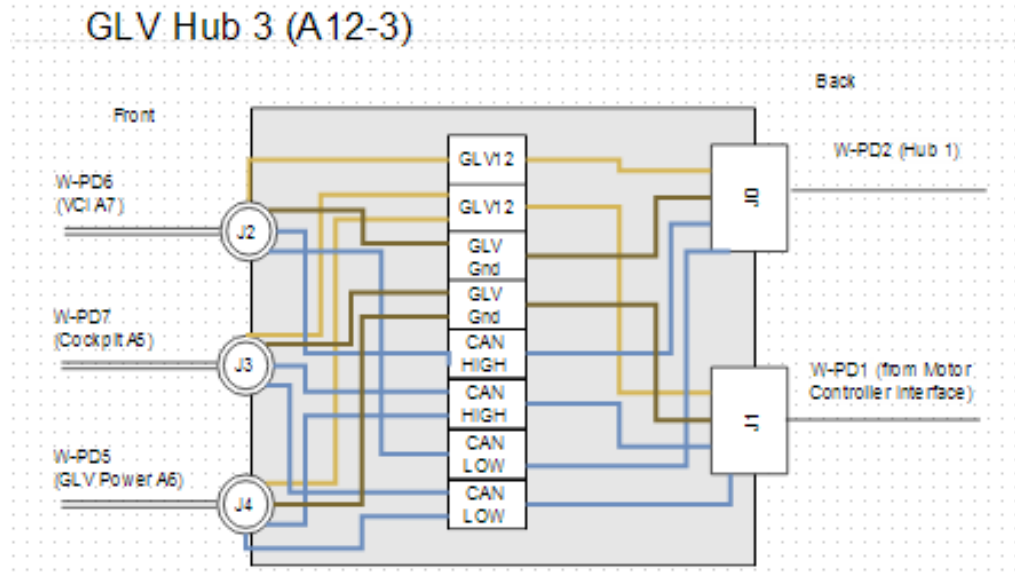 GLV Hub 3 (A12-3)
Back
Front
W-PD2 (Hub 1)
W-PD6
(VCI A7)
J2
GLV12
GLV12
GLV
Gnd
GLV
Gnd
CAN
HIGH
CAN
HIGH
CAN
LOW
CAN
LOW
J0
W-PD7
(Cockpit A5)
J3
W-PD1 (from Motor
Controller Interface)
J1
W-PD5
(GLV Power A6)
J4